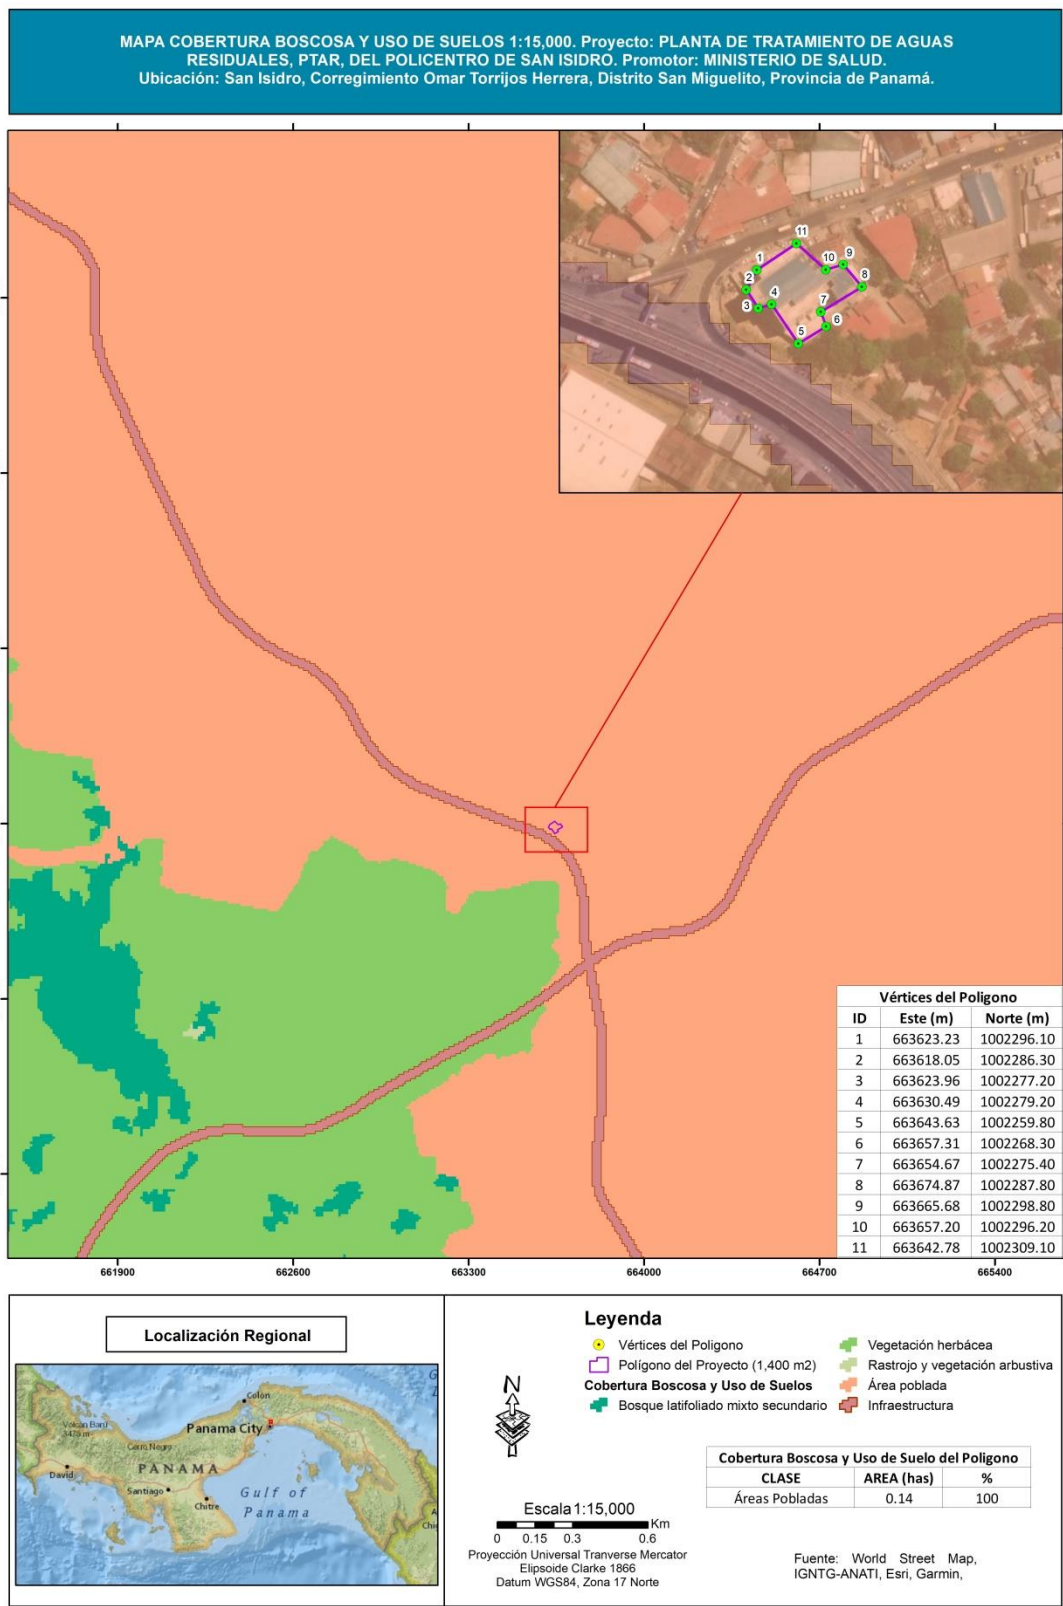 MAPA COBERTURA BOSCOSA Y USO DE SUELOS 1:15,000. Proyecto: PLANTA DE TRATAMIENTO DE AGUAS
RESIDUALES, PTAR, DEL POLICENTRO DE SAN ISIDRO. Promotor: MINISTERIO DE SALUD.
Ubicación: San Isidro, Corregimiento Omar Torrijos Herrera, Distrito San Miguelito, Provincia de Panamá.
11
1
10
9
2
8
4
3
7
6
5
Vértices del Poligono
ID Este (m) Norte (m)
1 663623.23 1002296.10
2 663618.05 1002286.30
3 663623.96 1002277.20
4 663630.49 1002279.20
5 663643.63 1002259.80
6 663657.31 1002268.30
7 663654.67 1002275.40
8 663674.87 1002287.80
9 663665.68 1002298.80
10 663657.20 1002296.20
11 663642.78 1002309.10
661900 662600 663300 664000 664700 665400
Localización Regional
Colón
Panama City
Volcán Barú
3475 m
Cerro Negro
PANAMA
David
Santiago
Chitre
Gulf of
Panama
N
Escala 1:15,000
Km
0 0.15 0.3 0.6
Proyección Universal Tranverse Mercator
Elipsoide Clarke 1866
Datum WGS84, Zona 17 Norte
Leyenda
Vértices del Poligono
Polígono del Proyecto (1,400 m2)
Cobertura Boscosa y Uso de Suelos
Bosque latifoliado mixto secundario
Vegetación herbácea
Rastrojo y vegetación arbustiva
Área poblada
Infraestructura
Cobertura Boscosa y Uso de Suelo del Poligono
CLASE AREA (has) %
Áreas Pobladas 0.14 100
Fuente: World Street Map,
IGNTG-ANATI, Esri, Garmin,